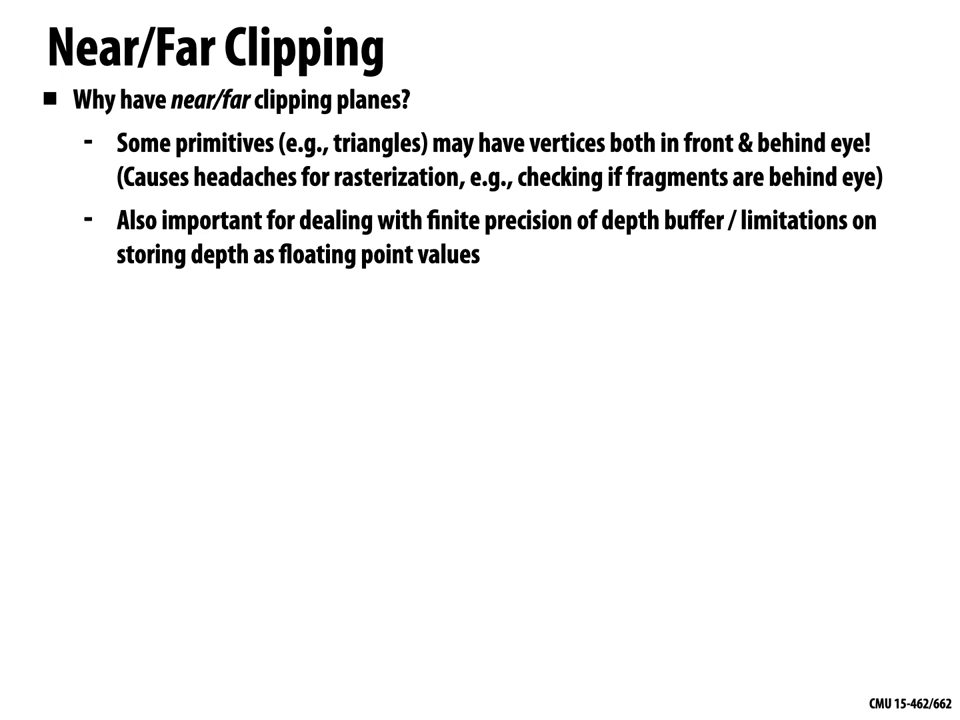 Near/Far Clipping
■ Why have near/far clipping planes?
- Some primitives (e.g., triangles) may have vertices both in front & behind eye!
(Causes headaches for rasterization, e.g., checking if fragments are behind eye)
- Also important for dealing with finite precision of depth buffer / limitations on
storing depth as floating point values
CMU 15-462/662